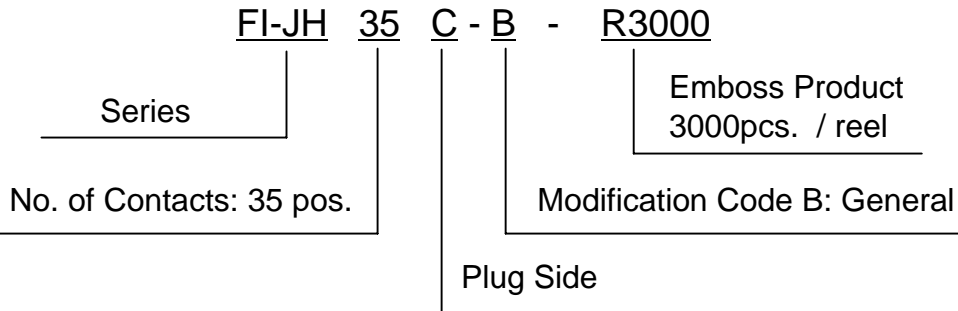 FI-JH 35 C - B - R3000
Series
Emboss Product
3000pcs. / reel
No. of Contacts: 35 pos.
Modification Code B: General
Plug Side